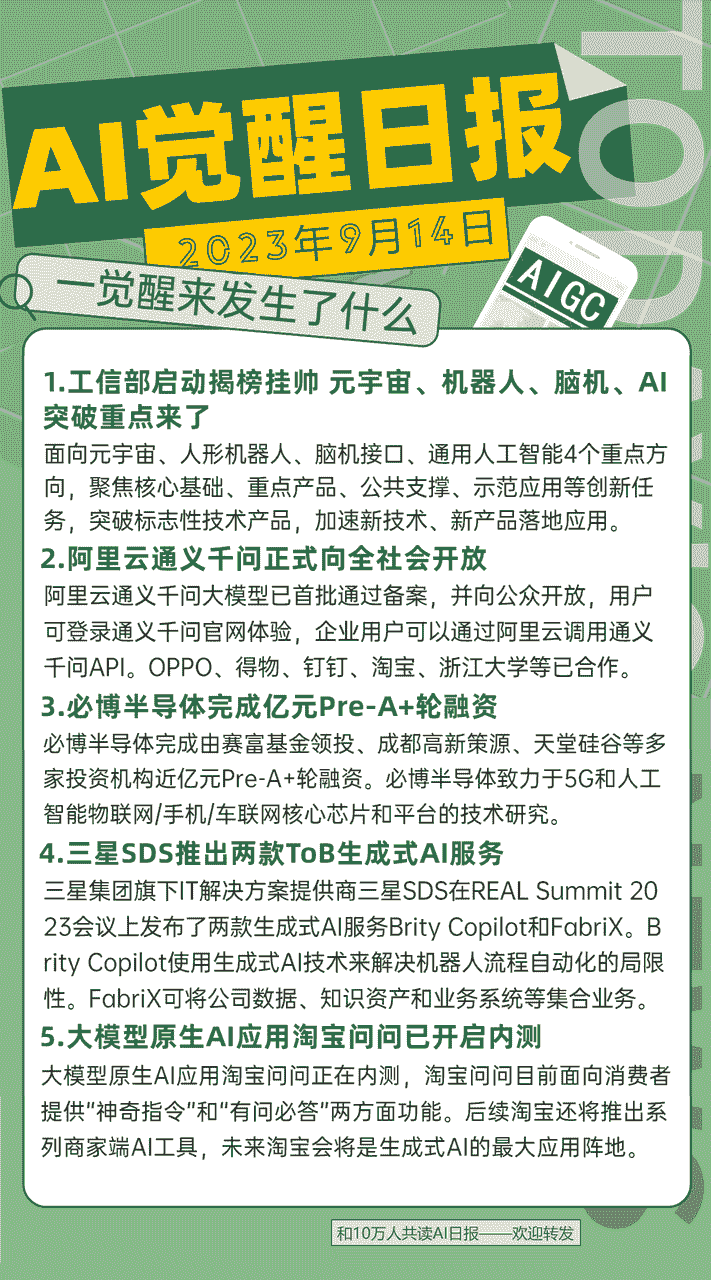 AI觉醒日报
2023年9月14日
一觉醒来发生了什么
AIGC
1.工信部启动揭榜挂帅 元宇宙、机器人、脑机、AI
突破重点来了
面向元宇宙、人形机器人、脑机接口、通用人工智能4个重点方
向，聚焦核心基础、重点产品、公共支撑、示范应用等创新任
务，突破标志性技术产品，加速新技术、新产品落地应用。
2.阿里云通义千问正式向全社会开放
阿里云通义千问大模型已首批通过备案，并向公众开放，用户
可登录通义千问官网体验，企业用户可以通过阿里云调用通义
千问API。OPPO、得物、钉钉、淘宝、浙江大学等已合作。
3.必博半导体完成亿元Pre-A+轮融资
必博半导体完成由赛富基金领投、成都高新策源、天堂硅谷等多
家投资机构近亿元Pre-A+轮融资。必博半导体致力于5G和人工
智能物联网/手机/车联网核心芯片和平台的技术研究。
4.三星SDS推出两款ToB生成式AI服务
三星集团旗下IT解决方案提供商三星SDS在REAL Summit 20
23会议上发布了两款生成式AI服务Brity Copilot和FabriX。B
rity Copilot使用生成式AI技术来解决机器人流程自动化的局限
性。FabriX可将公司数据、知识资产和业务系统等集合业务。
5.大模型原生AI应用淘宝问问已开启内测
大模型原生AI应用淘宝问问正在内测，淘宝问问目前面向消费者
提供"神奇指令"和"有问必答"两方面功能。后续淘宝还将推出系
列商家端AI工具，未来淘宝会将是生成式AI的最大应用阵地。
和10万人共读AI日报——欢迎转发